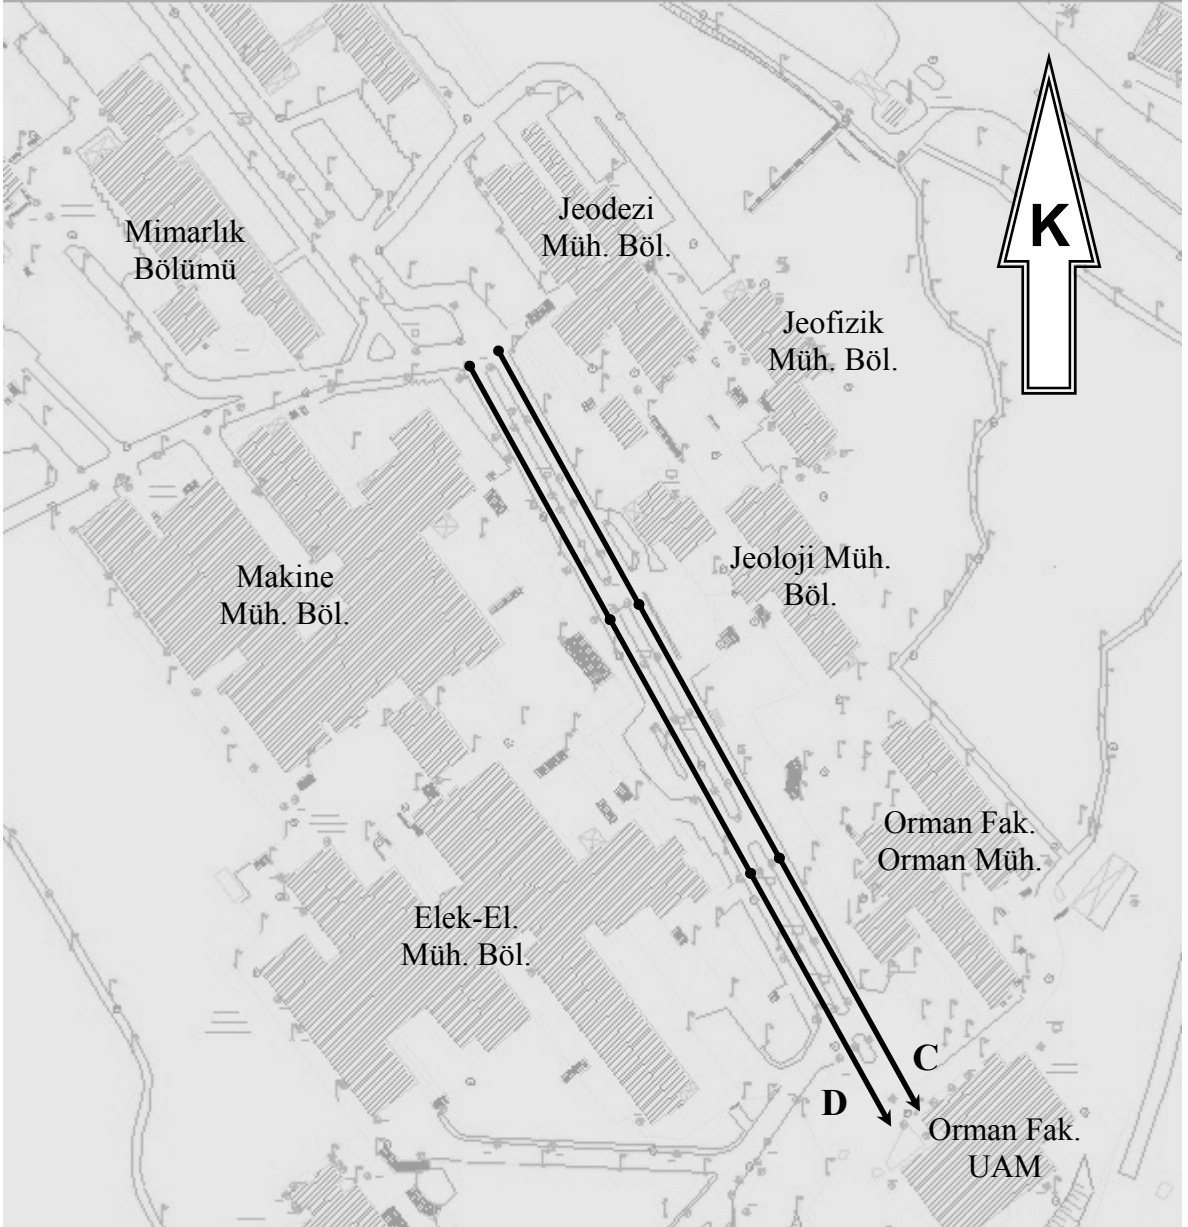 Mimarlık
Bölümü
Jeodezi
Müh. Böl.
K
Jeofizik
Müh. Böl.
Makine
Müh. Böl.
Jeoloji Müh.
Böl.
Orman Fak.
Orman Müh.
Elek-El.
Müh. Böl.
C
D
Orman Fak.
UAM